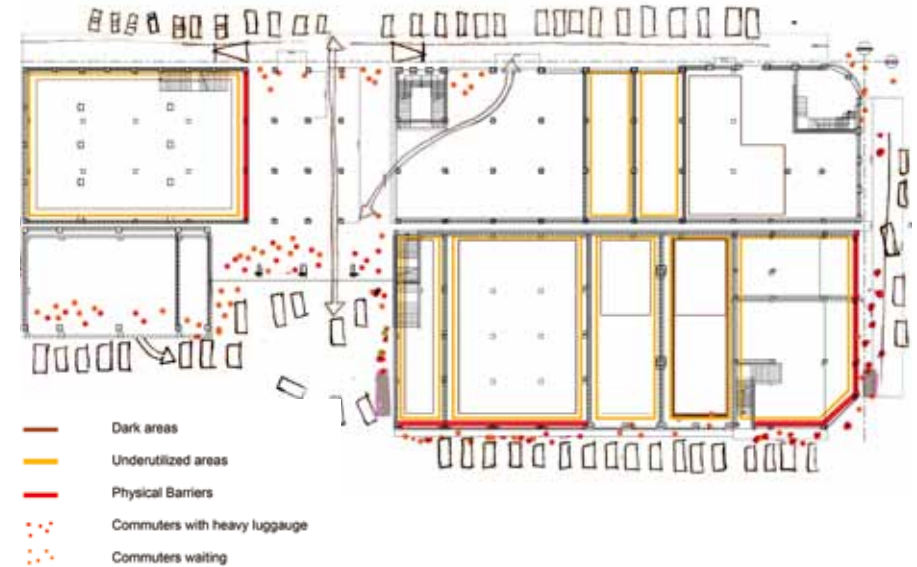 Dark areas
Underutilized areas
Physical Barriers
Commuters with heavy luggauge
Commuters waiting